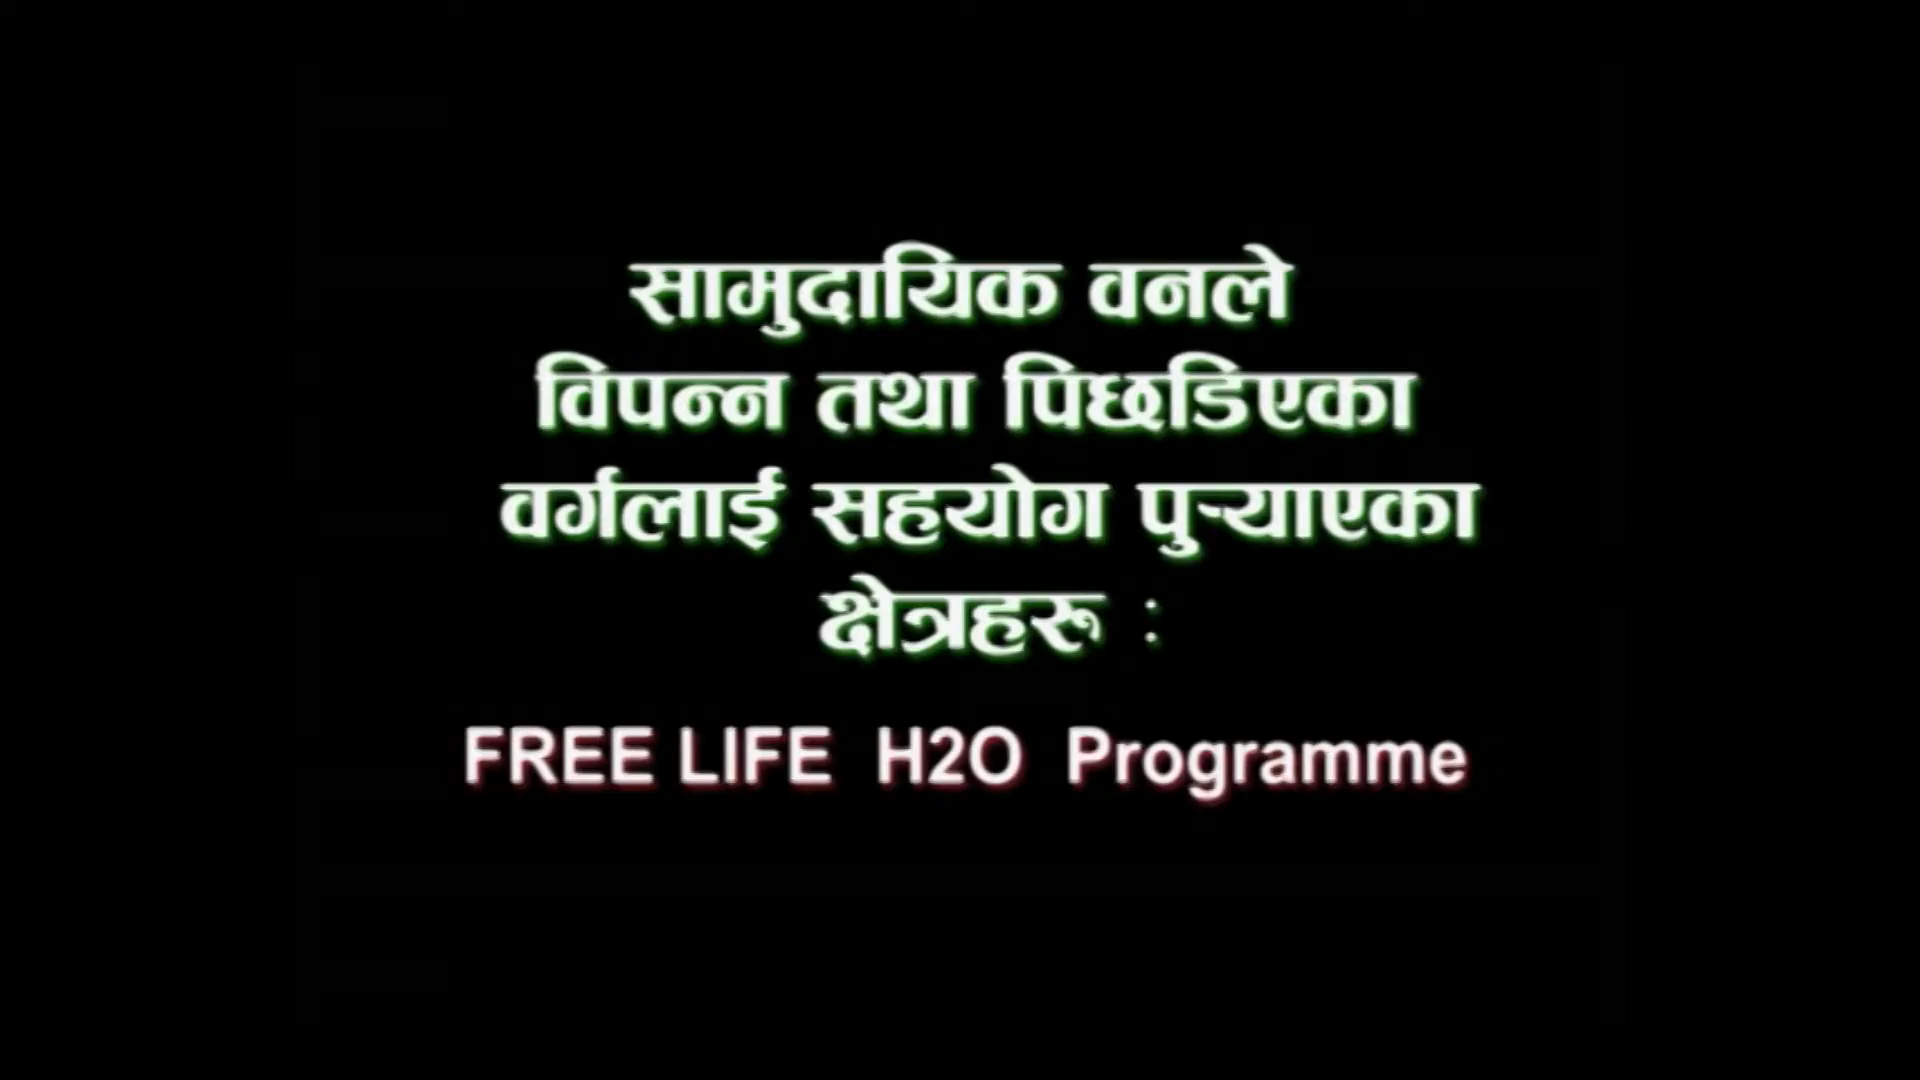 सामुदायिक वनले
विपन्न तथा पिछडिएका
वर्गलाई सहयोग पुऱ्याएका
क्षेत्रहरू :
FREE LIFE H2O Programme